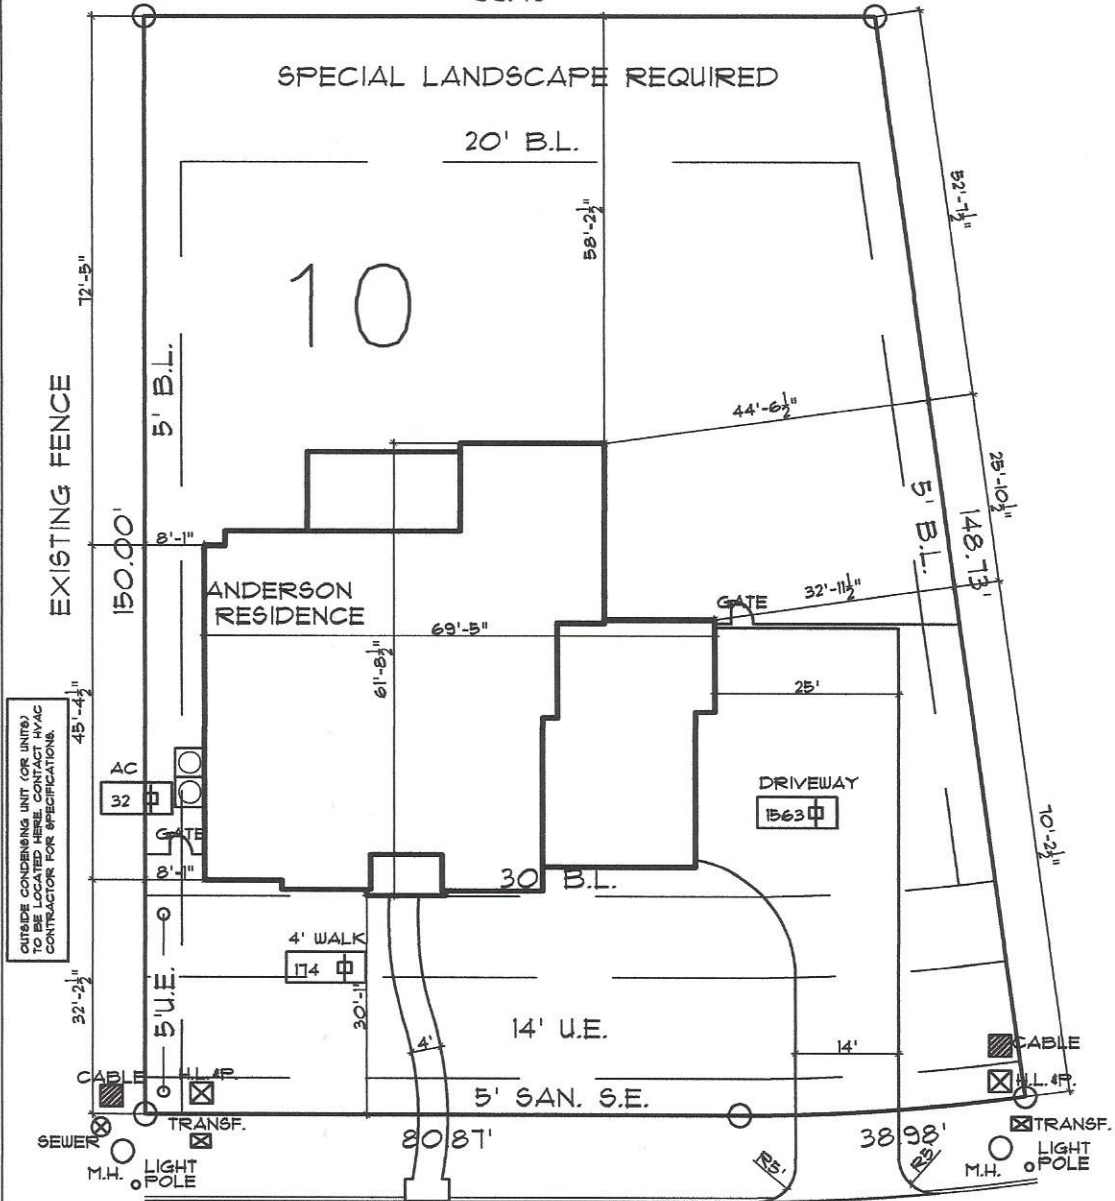 SPECIAL LANDSCAPE REQUIRED
20' B.L.
52'-7½"
58'-2½"
72'-5"
10
5' B.L.
EXISTING FENCE
44'-6½"
25'-10½"
5' B.L.
148.73'
150.00'
8'-1"
ANDERSON
RESIDENCE
GATE
32'-11½"
69'-5"
61'-8½"
25'
45'-4½"
OUTSIDE CONDENSING UNIT (OR UNITS)
TO BE LOCATED HERE. CONTACT HVAC
CONTRACTOR FOR SPECIFICATIONS.
AC
32
DRIVEWAY
1563
GATE
70'-2½"
8'-1"
30' B.L.
4' WALK
174
32'-2½"
5' U.E.
30'-1"
14' U.E.
4'
14'
CABLE
CABLE
H.L.&P.
H.L.&P.
5' SAN. S.E.
SEWER
TRANSF.
80.87'
38.98'
TRANSF.
M.H.
LIGHT
POLE
R5'
R5'
M.H.
LIGHT
POLE